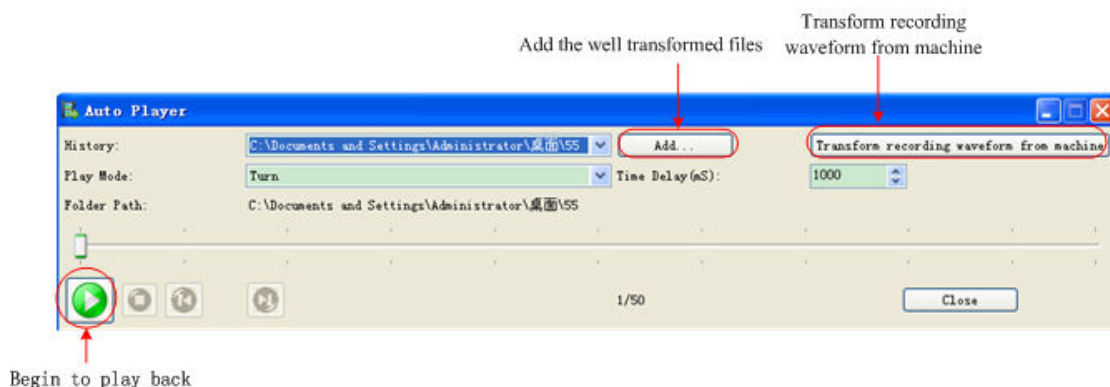 Transform recording
waveform from machine
Add the well transformed files
Auto Player
History: C:\Documents and Settings\Administrator\桌面\55 Add... Transform recording waveform from machine
Play Mode: Turn Time Delay(mS): 1000
Folder Path: C:\Documents and Settings\Administrator\桌面\55
1/50 Close
Begin to play back